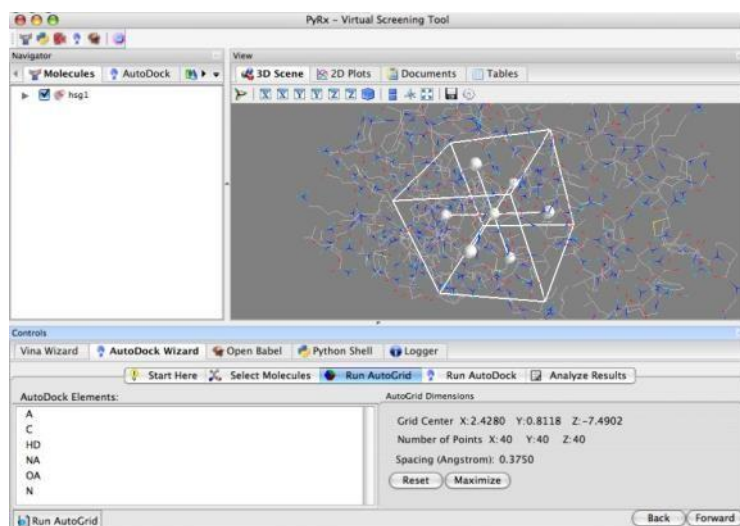 PyRx - Virtual Screening Tool
Navigator
Molecules AutoDock
hsg1
View
3D Scene 2D Plots Documents Tables
X X Y Y Z Z
Controls
Vina Wizard AutoDock Wizard Open Babel Python Shell Logger
Start Here Select Molecules Run AutoGrid Run AutoDock Analyze Results
AutoDock Elements:
A
C
HD
NA
OA
N
AutoGrid Dimensions
Grid Center X:2.4280 Y:0.8118 Z:-7.4902
Number of Points X:40 Y:40 Z:40
Spacing (Angstrom): 0.3750
Reset Maximize
Run AutoGrid
Back Forward